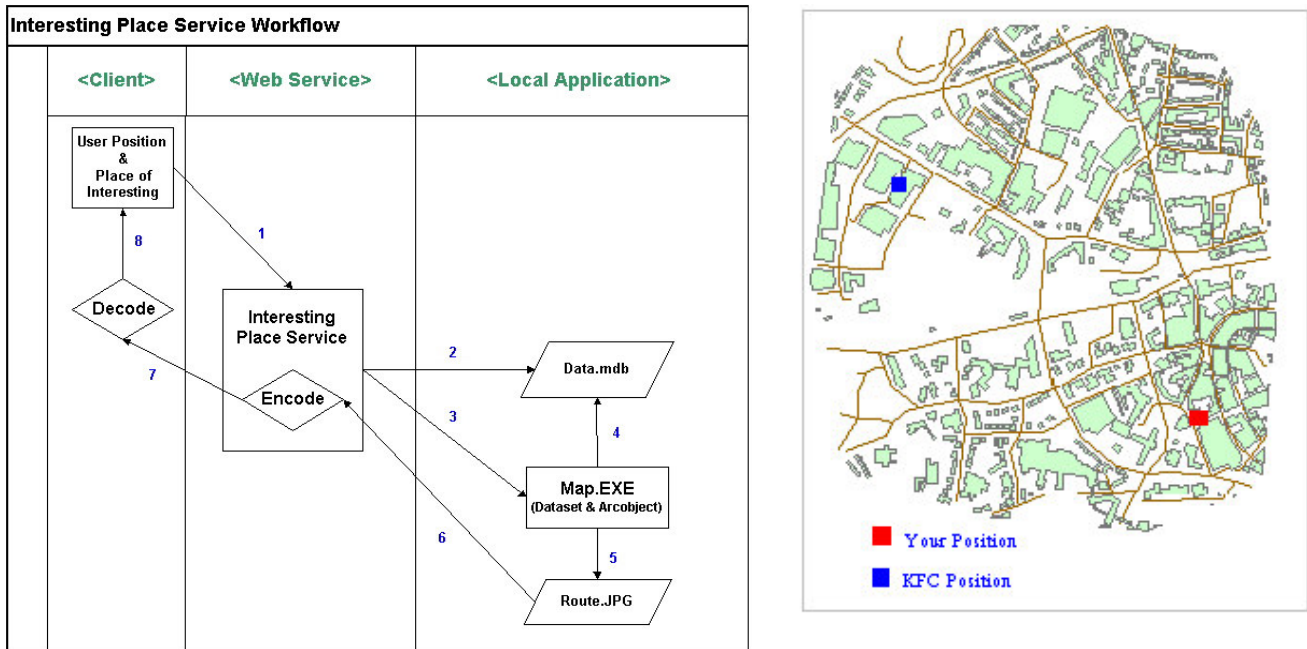 Interesting Place Service Workflow
<Client>
<Web Service>
<Local Application>
User Position
&
Place of
Interesting
8
1
Decode
Interesting
Place Service
2
Data.mdb
7
Encode
3
4
Map.EXE
(Dataset & Arcobject)
6
5
Route.JPG
Your Position
KFC Position